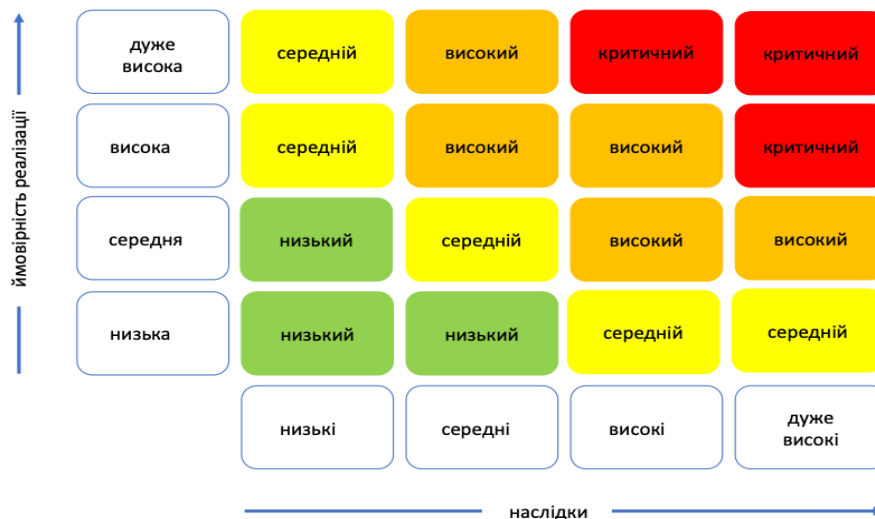 ймовірність реалізації
дуже
висока
середній
високий
критичний
критичний
висока
середній
високий
високий
критичний
середня
низький
середній
високий
високий
низька
низький
низький
середній
середній
низькі
середні
високі
дуже
високі
наслідки